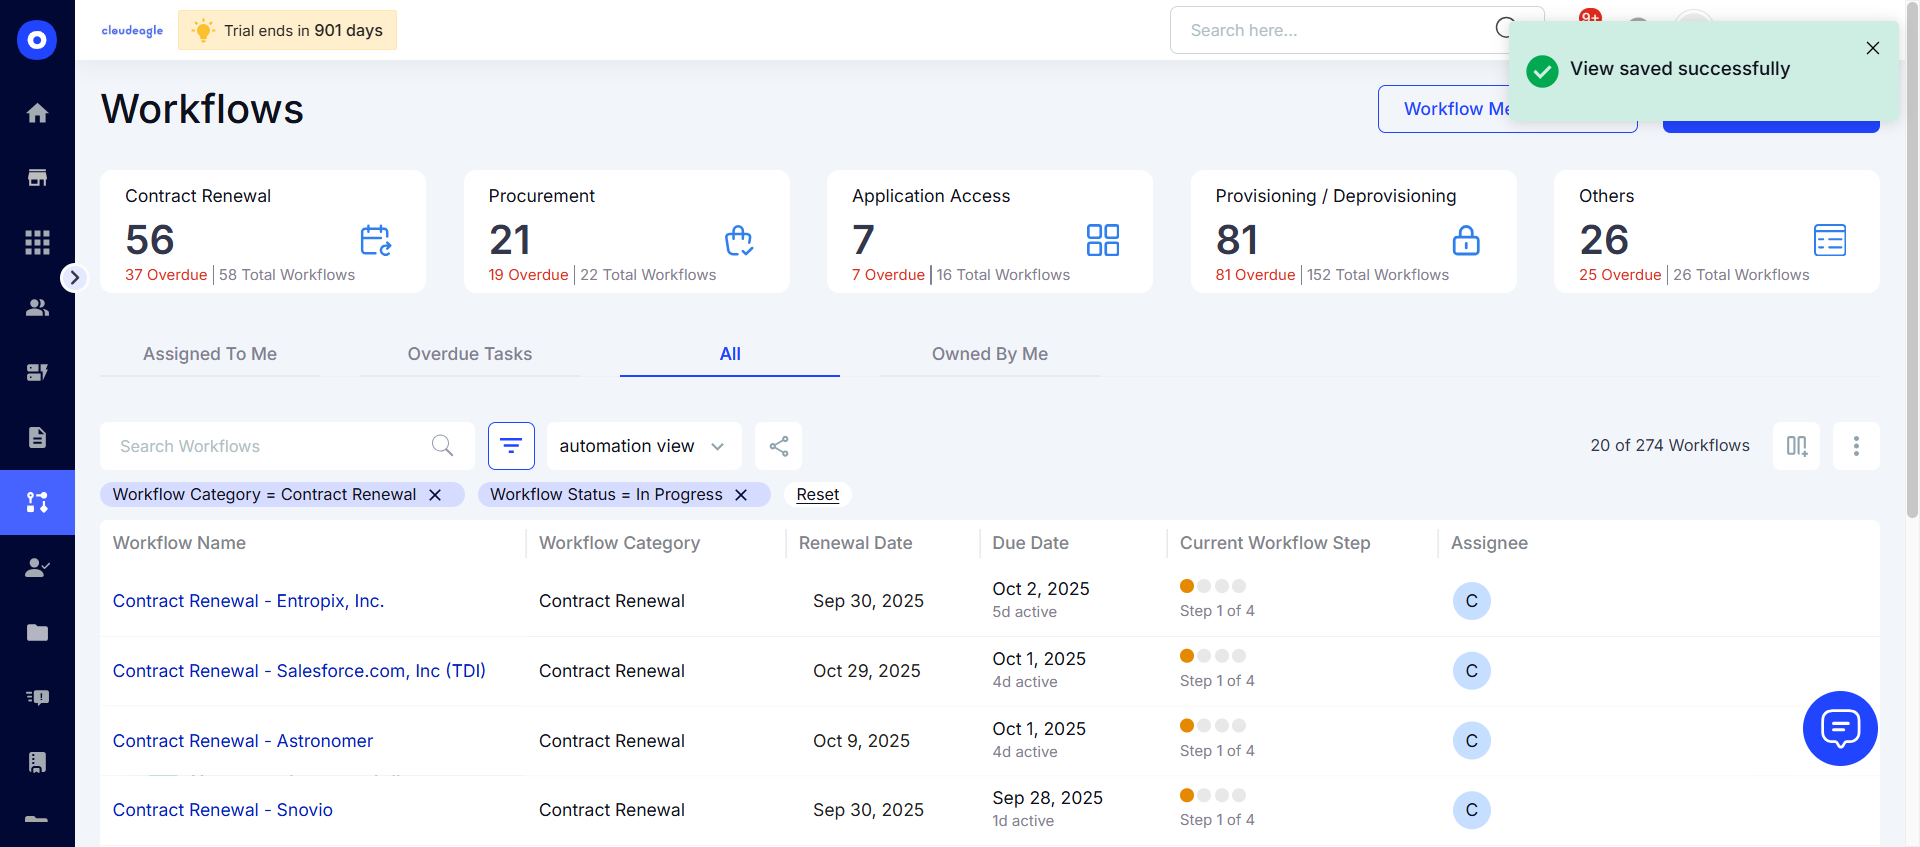 cloudeagle
Trial ends in 901 days
Search here...
9+
View saved successfully
Workflows
Workflow Me
Contract Renewal
56
37 Overdue | 58 Total Workflows
Procurement
21
19 Overdue | 22 Total Workflows
Application Access
7
7 Overdue | 16 Total Workflows
Provisioning / Deprovisioning
81
81 Overdue | 152 Total Workflows
Others
26
25 Overdue | 26 Total Workflows
Assigned To Me
Overdue Tasks
All
Owned By Me
Search Workflows
automation view
20 of 274 Workflows
Workflow Category = Contract Renewal
Workflow Status = In Progress
Reset
Workflow Name
Workflow Category
Renewal Date
Due Date
Current Workflow Step
Assignee
Contract Renewal - Entropix, Inc.
Contract Renewal
Sep 30, 2025
Oct 2, 2025
5d active
Step 1 of 4
C
Contract Renewal - Salesforce.com, Inc (TDI)
Contract Renewal
Oct 29, 2025
Oct 1, 2025
4d active
Step 1 of 4
C
Contract Renewal - Astronomer
Contract Renewal
Oct 9, 2025
Oct 1, 2025
4d active
Step 1 of 4
C
Contract Renewal - Snovio
Contract Renewal
Sep 30, 2025
Sep 28, 2025
1d active
Step 1 of 4
C